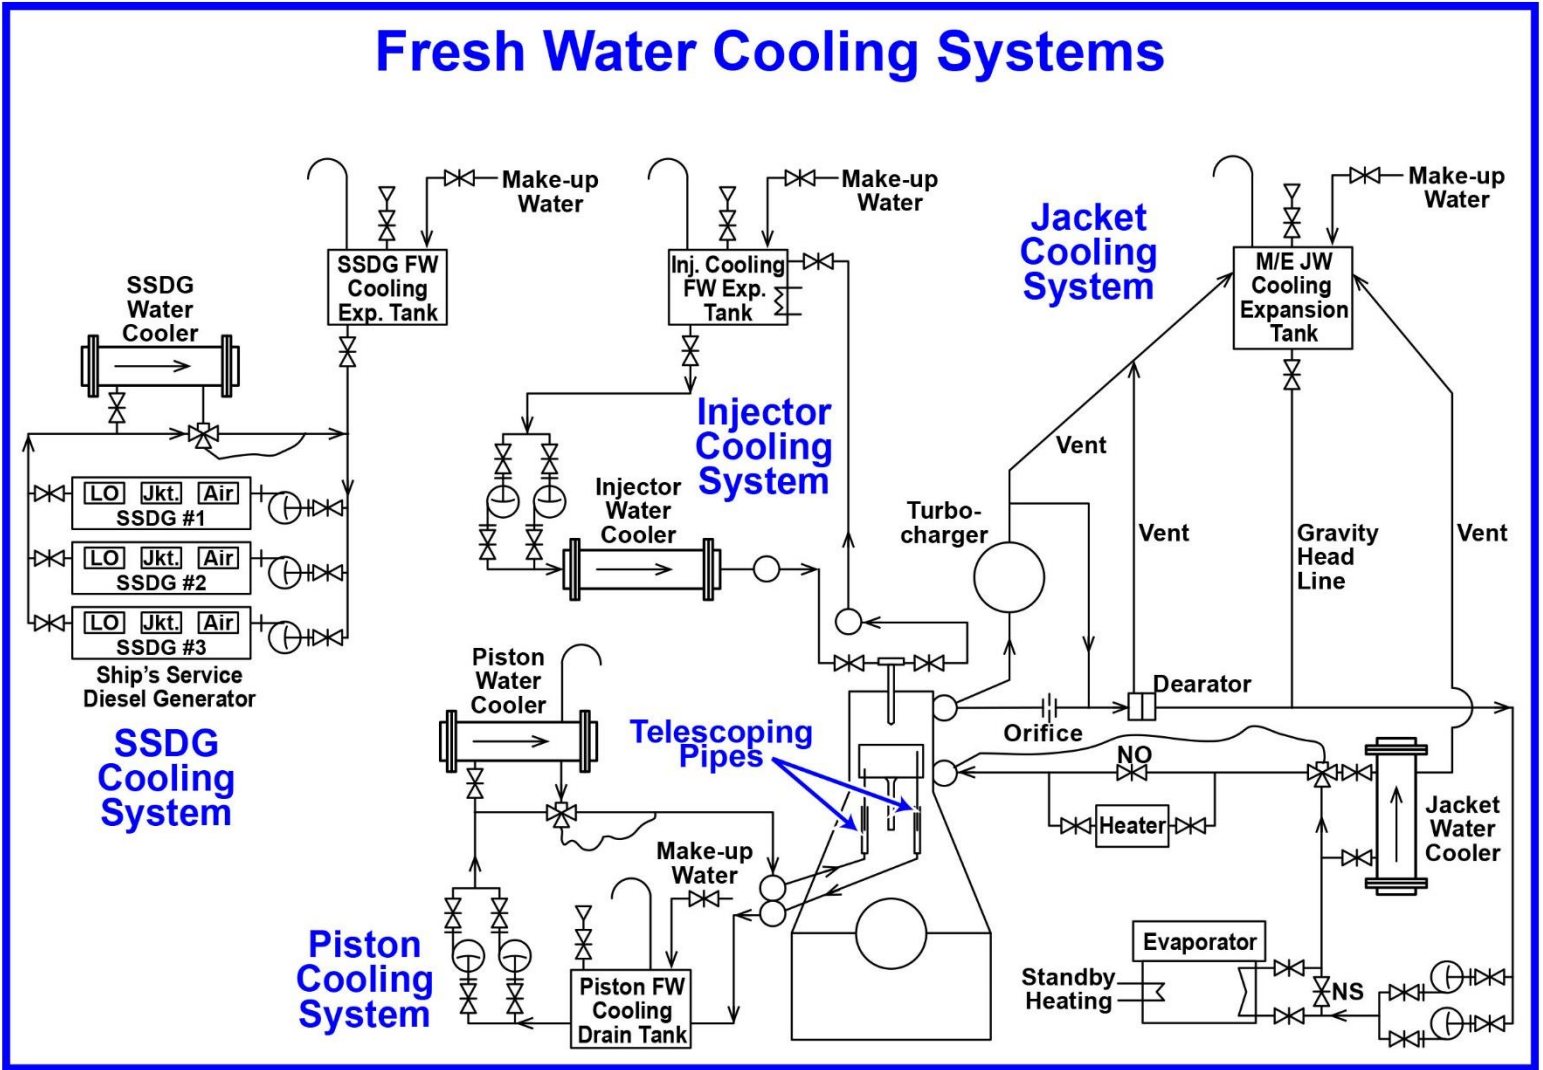 Fresh Water Cooling Systems
Make-up
Water
SSDG FW
Cooling
Exp. Tank
SSDG
Water
Cooler
LO Jkt. Air
SSDG #1
LO Jkt. Air
SSDG #2
LO Jkt. Air
SSDG #3
Ship's Service
Diesel Generator
SSDG
Cooling
System
Make-up
Water
Inj. Cooling
FW Exp.
Tank
Injector
Cooling
System
Injector
Water
Cooler
Piston
Water
Cooler
Telescoping
Pipes
Make-up
Water
Piston
Cooling
System
Piston FW
Cooling
Drain Tank
Jacket
Cooling
System
Make-up
Water
M/E JW
Cooling
Expansion
Tank
Vent
Turbo-
charger
Vent
Gravity
Head
Line
Vent
Dearator
Orifice
NO
Heater
Jacket
Water
Cooler
Evaporator
Standby
Heating
NS